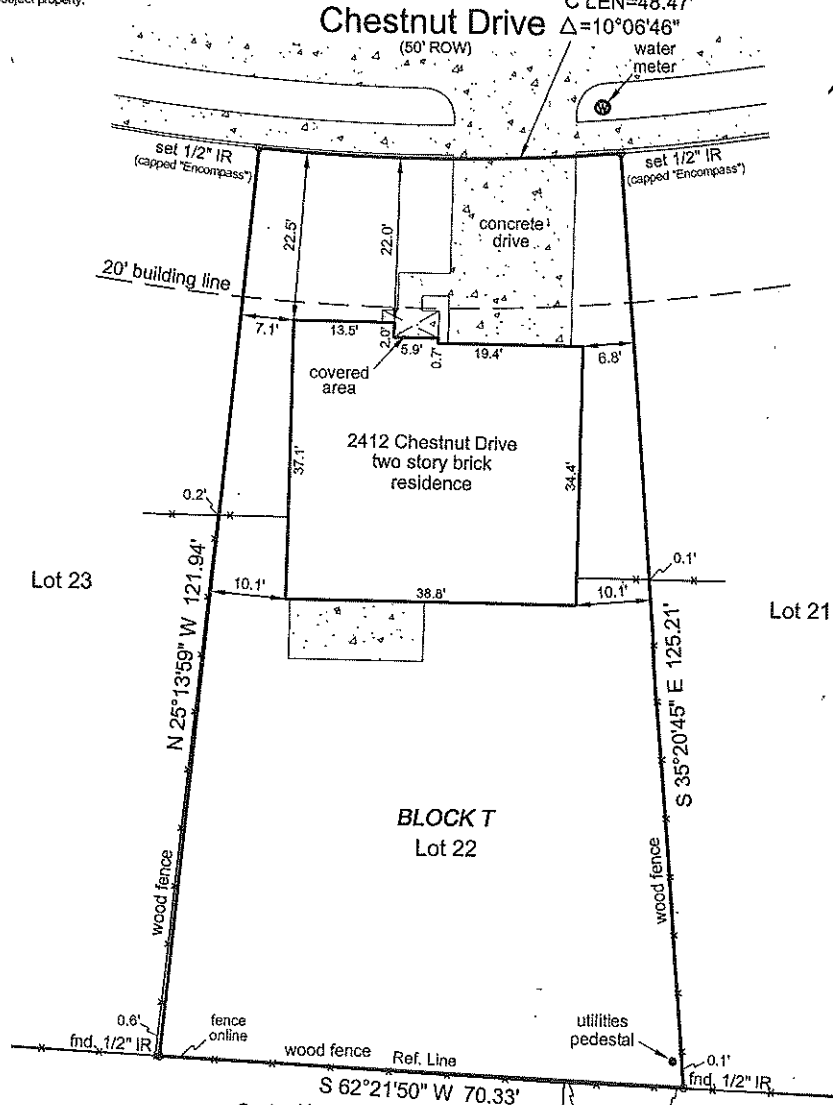 property.
C LEN=48.47'
Chestnut Drive
Δ=10°06'46"
(50' ROW)
water
meter
W
set 1/2" IR
(capped "Encompass")
set 1/2" IR
(capped "Encompass")
22.5'
22.0'
concrete
drive
20' building line
7.1'
13.5'
2.0'
5.9'
0.7'
19.4'
6.8'
covered
area
2412 Chestnut Drive
two story brick
residence
37.1'
34.4'
0.2'
0.1'
Lot 23
10.1'
38.8'
10.1'
Lot 21
N 25°13'59" W 121.94'
S 35°20'45" E 125.21'
BLOCK T
Lot 22
wood fence
wood fence
0.6'
fence
online
utilities
pedestal
fnd. 1/2" IR
wood fence
Ref. Line
0.1'
fnd. 1/2" IR
S 62°21'50" W 70.33'